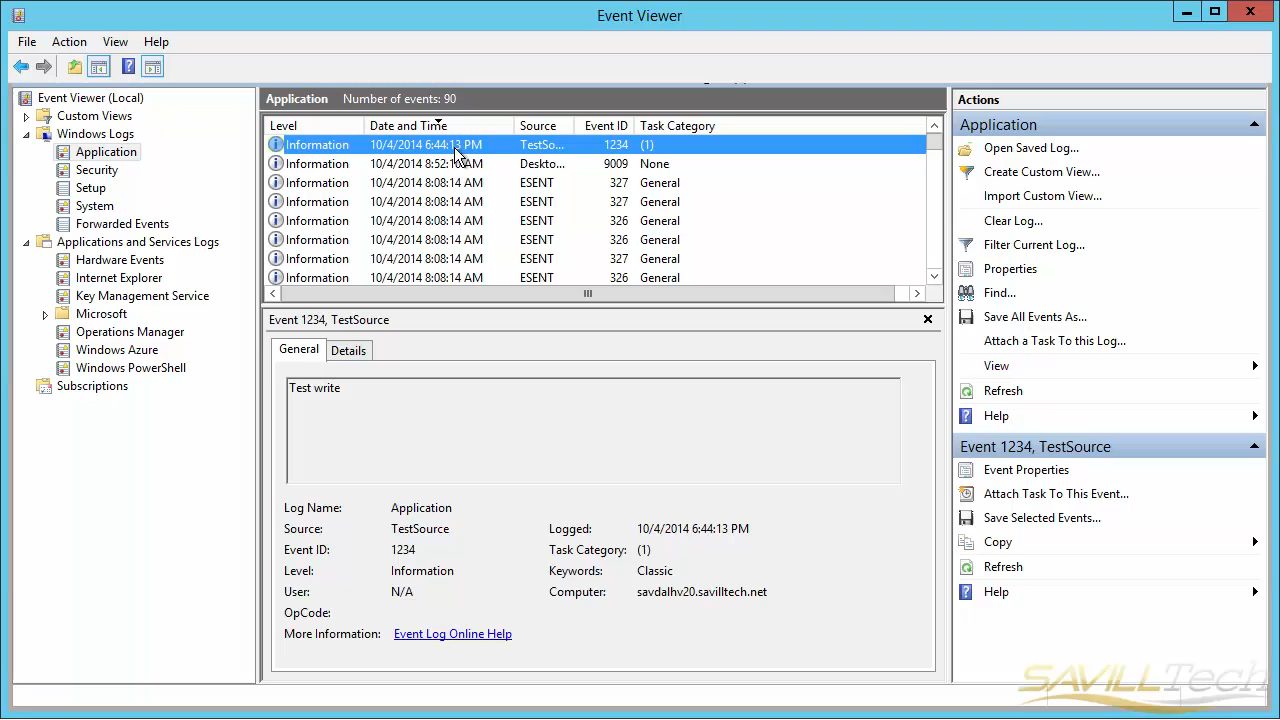 Event Viewer
File Action View Help
Event Viewer (Local)
Custom Views
Windows Logs
Application
Security
Setup
System
Forwarded Events
Applications and Services Logs
Hardware Events
Internet Explorer
Key Management Service
Microsoft
Operations Manager
Windows Azure
Windows PowerShell
Subscriptions
Application Number of events: 90
Level Date and Time Source Event ID Task Category
Information 10/4/2014 6:44:13 PM TestSo... 1234 (1)
Information 10/4/2014 8:52: AM Deskto... 9009 None
Information 10/4/2014 8:08:14 AM ESENT 327 General
Information 10/4/2014 8:08:14 AM ESENT 327 General
Information 10/4/2014 8:08:14 AM ESENT 326 General
Information 10/4/2014 8:08:14 AM ESENT 326 General
Information 10/4/2014 8:08:14 AM ESENT 327 General
Information 10/4/2014 8:08:14 AM ESENT 326 General
Event 1234, TestSource
General Details
Test write
Log Name: Application
Source: TestSource Logged: 10/4/2014 6:44:13 PM
Event ID: 1234 Task Category: (1)
Level: Information Keywords: Classic
User: N/A Computer: savdalhv20.savilltech.net
OpCode:
More Information: Event Log Online Help
Actions
Application
Open Saved Log...
Create Custom View...
Import Custom View...
Clear Log...
Filter Current Log...
Properties
Find...
Save All Events As...
Attach a Task To this Log...
View
Refresh
Help
Event 1234, TestSource
Event Properties
Attach Task To This Event...
Save Selected Events...
Copy
Refresh
Help
SAVILLTech